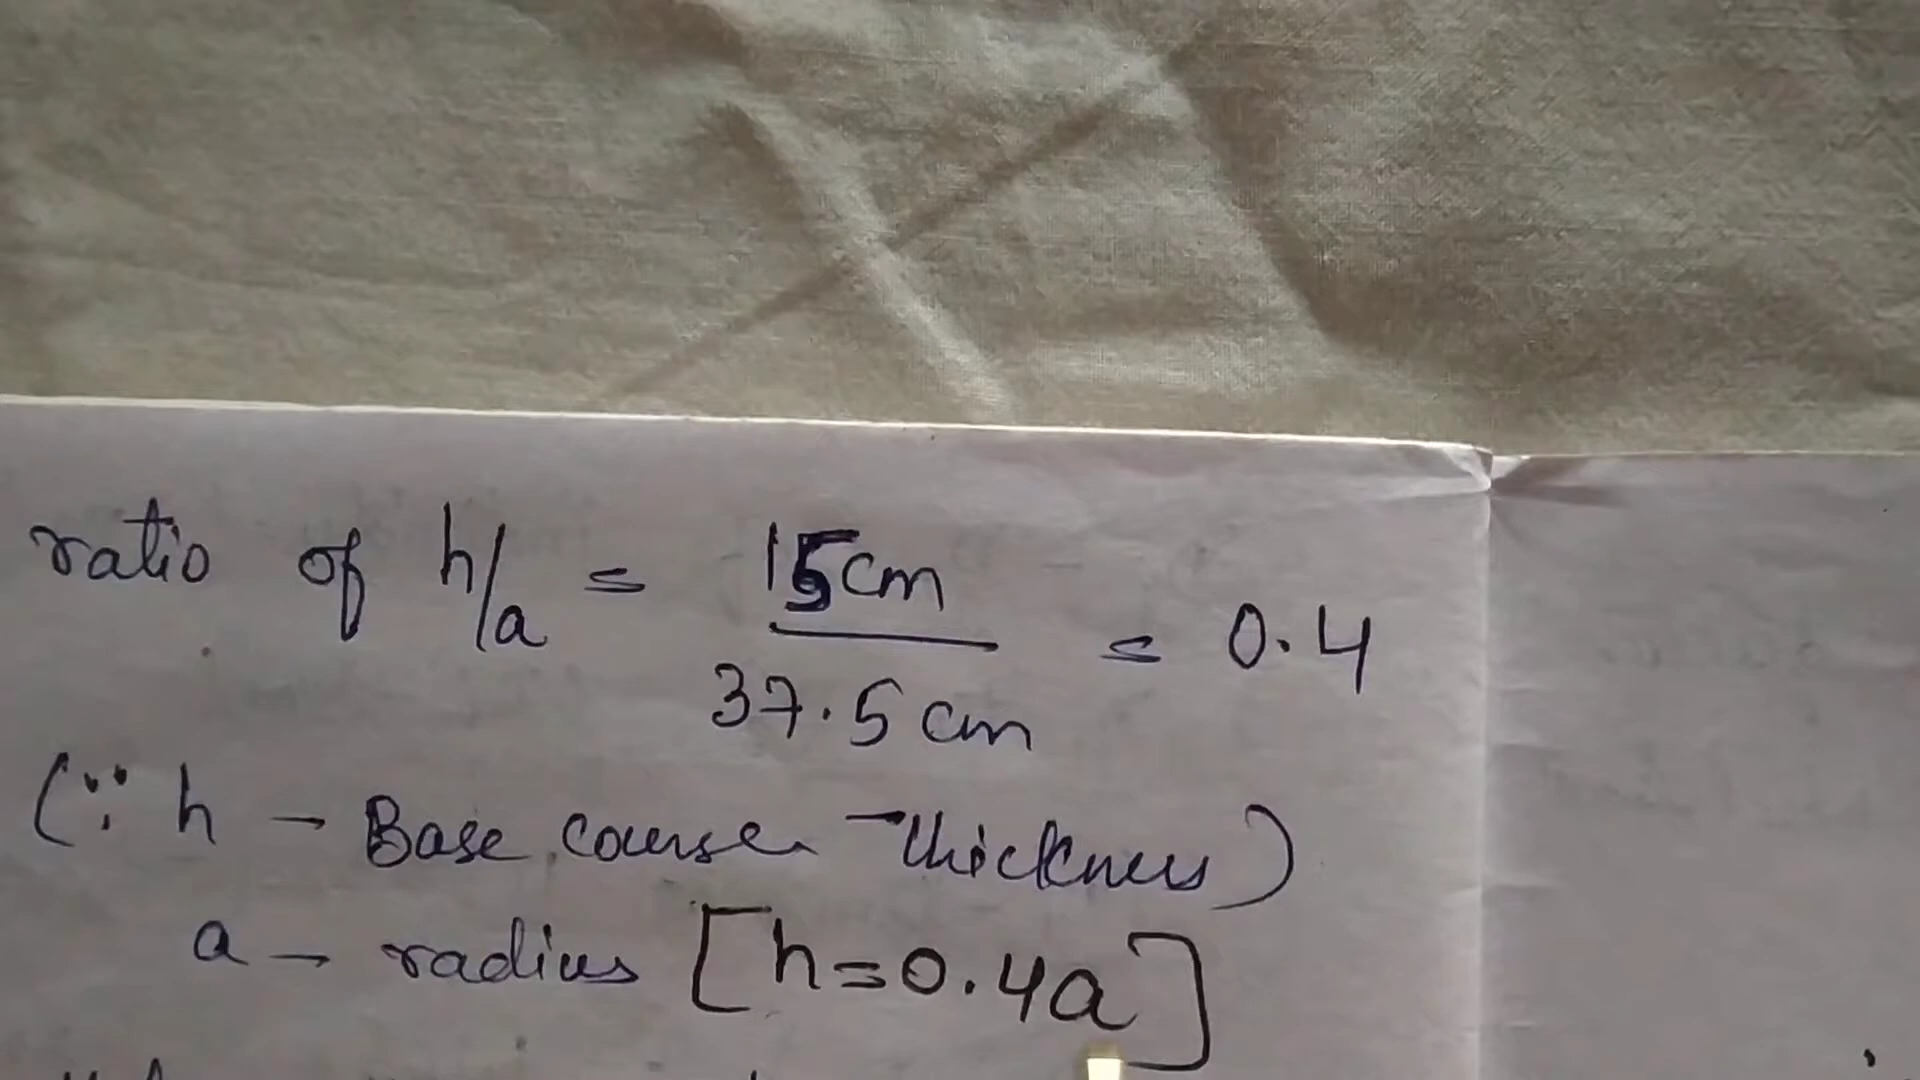 ratio of h/a = 15cm / 37.5 cm = 0.4
(∵ h - Base course thickness)
a - radius [h=0.4a]